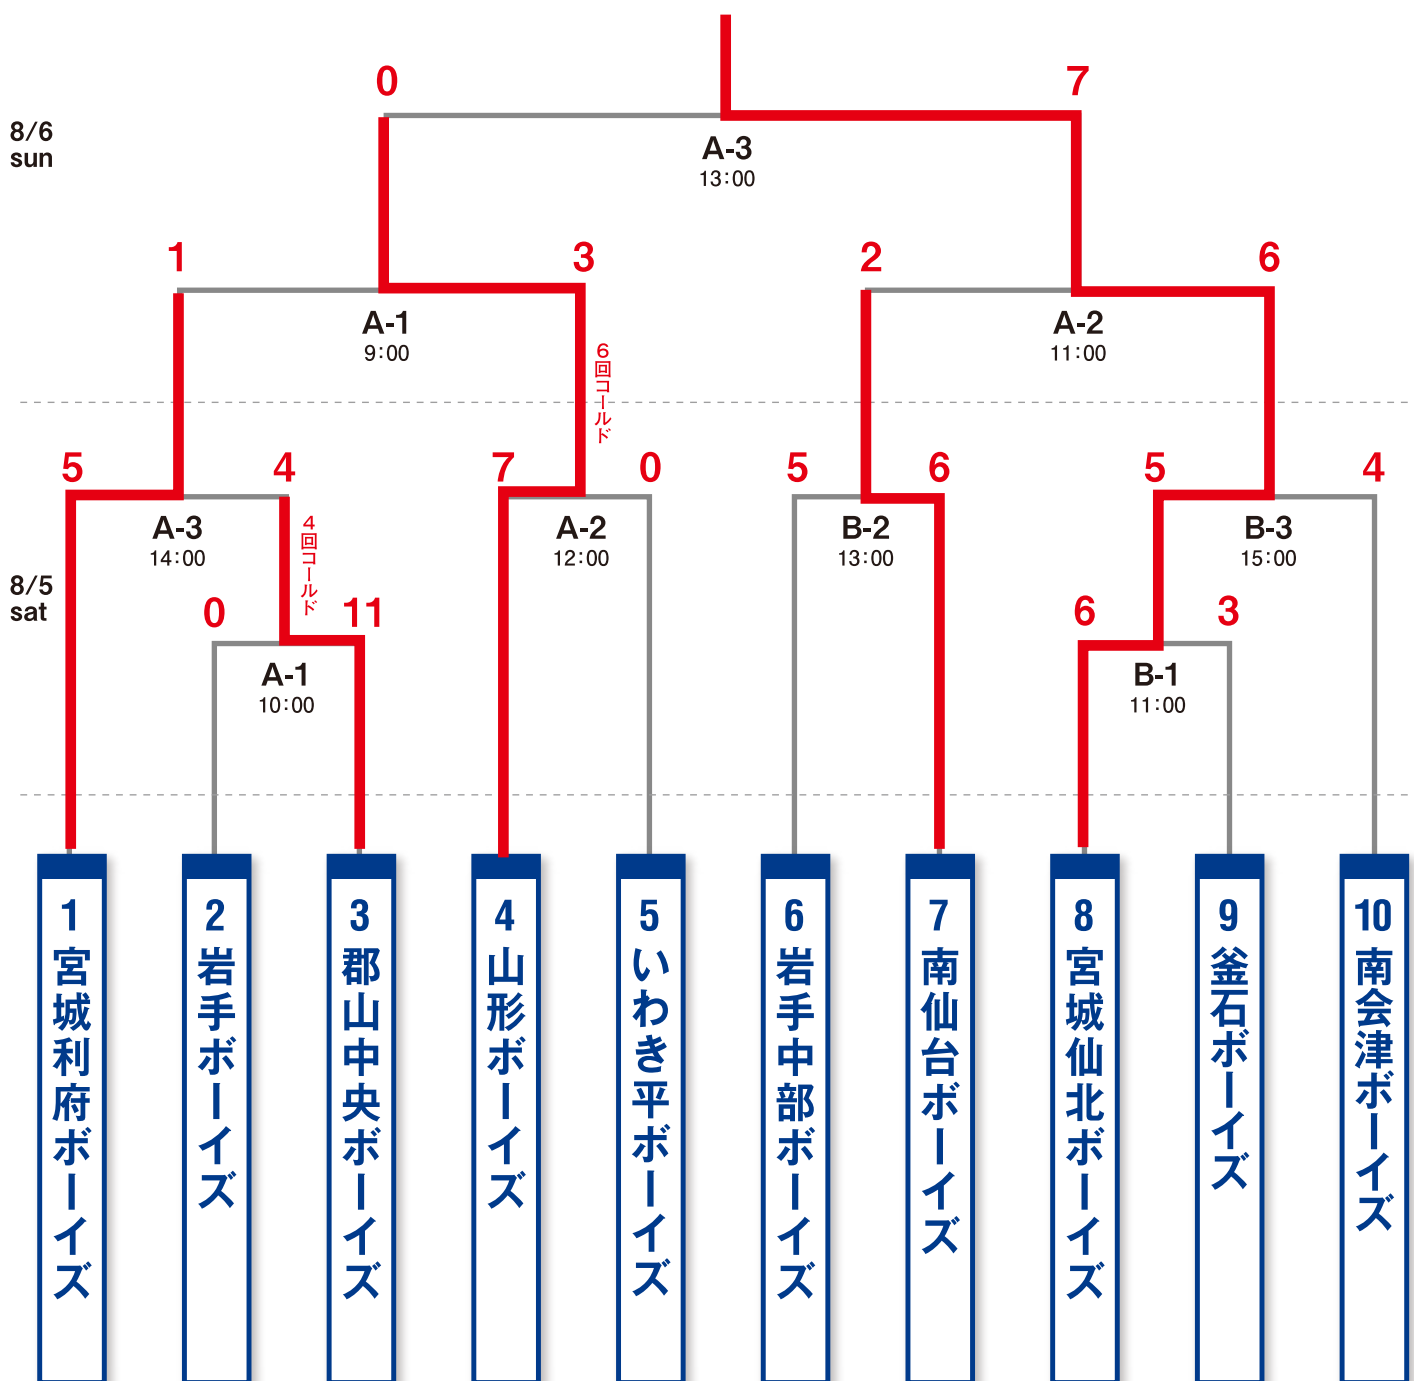 0
7
8/6
sun
A-3
13:00
1
3
2
6
A-1
9:00
A-2
11:00
6回コールド
5
4
7
0
5
6
5
4
A-3
14:00
4回コールド
A-2
12:00
B-2
13:00
B-3
15:00
8/5
sat
0
11
6
3
A-1
10:00
B-1
11:00
1 宮城利府ボーイズ
2 岩手ボーイズ
3 郡山中央ボーイズ
4 山形ボーイズ
5 いわき平ボーイズ
6 岩手中部ボーイズ
7 南仙台ボーイズ
8 宮城仙北ボーイズ
9 釜石ボーイズ
10 南会津ボーイズ